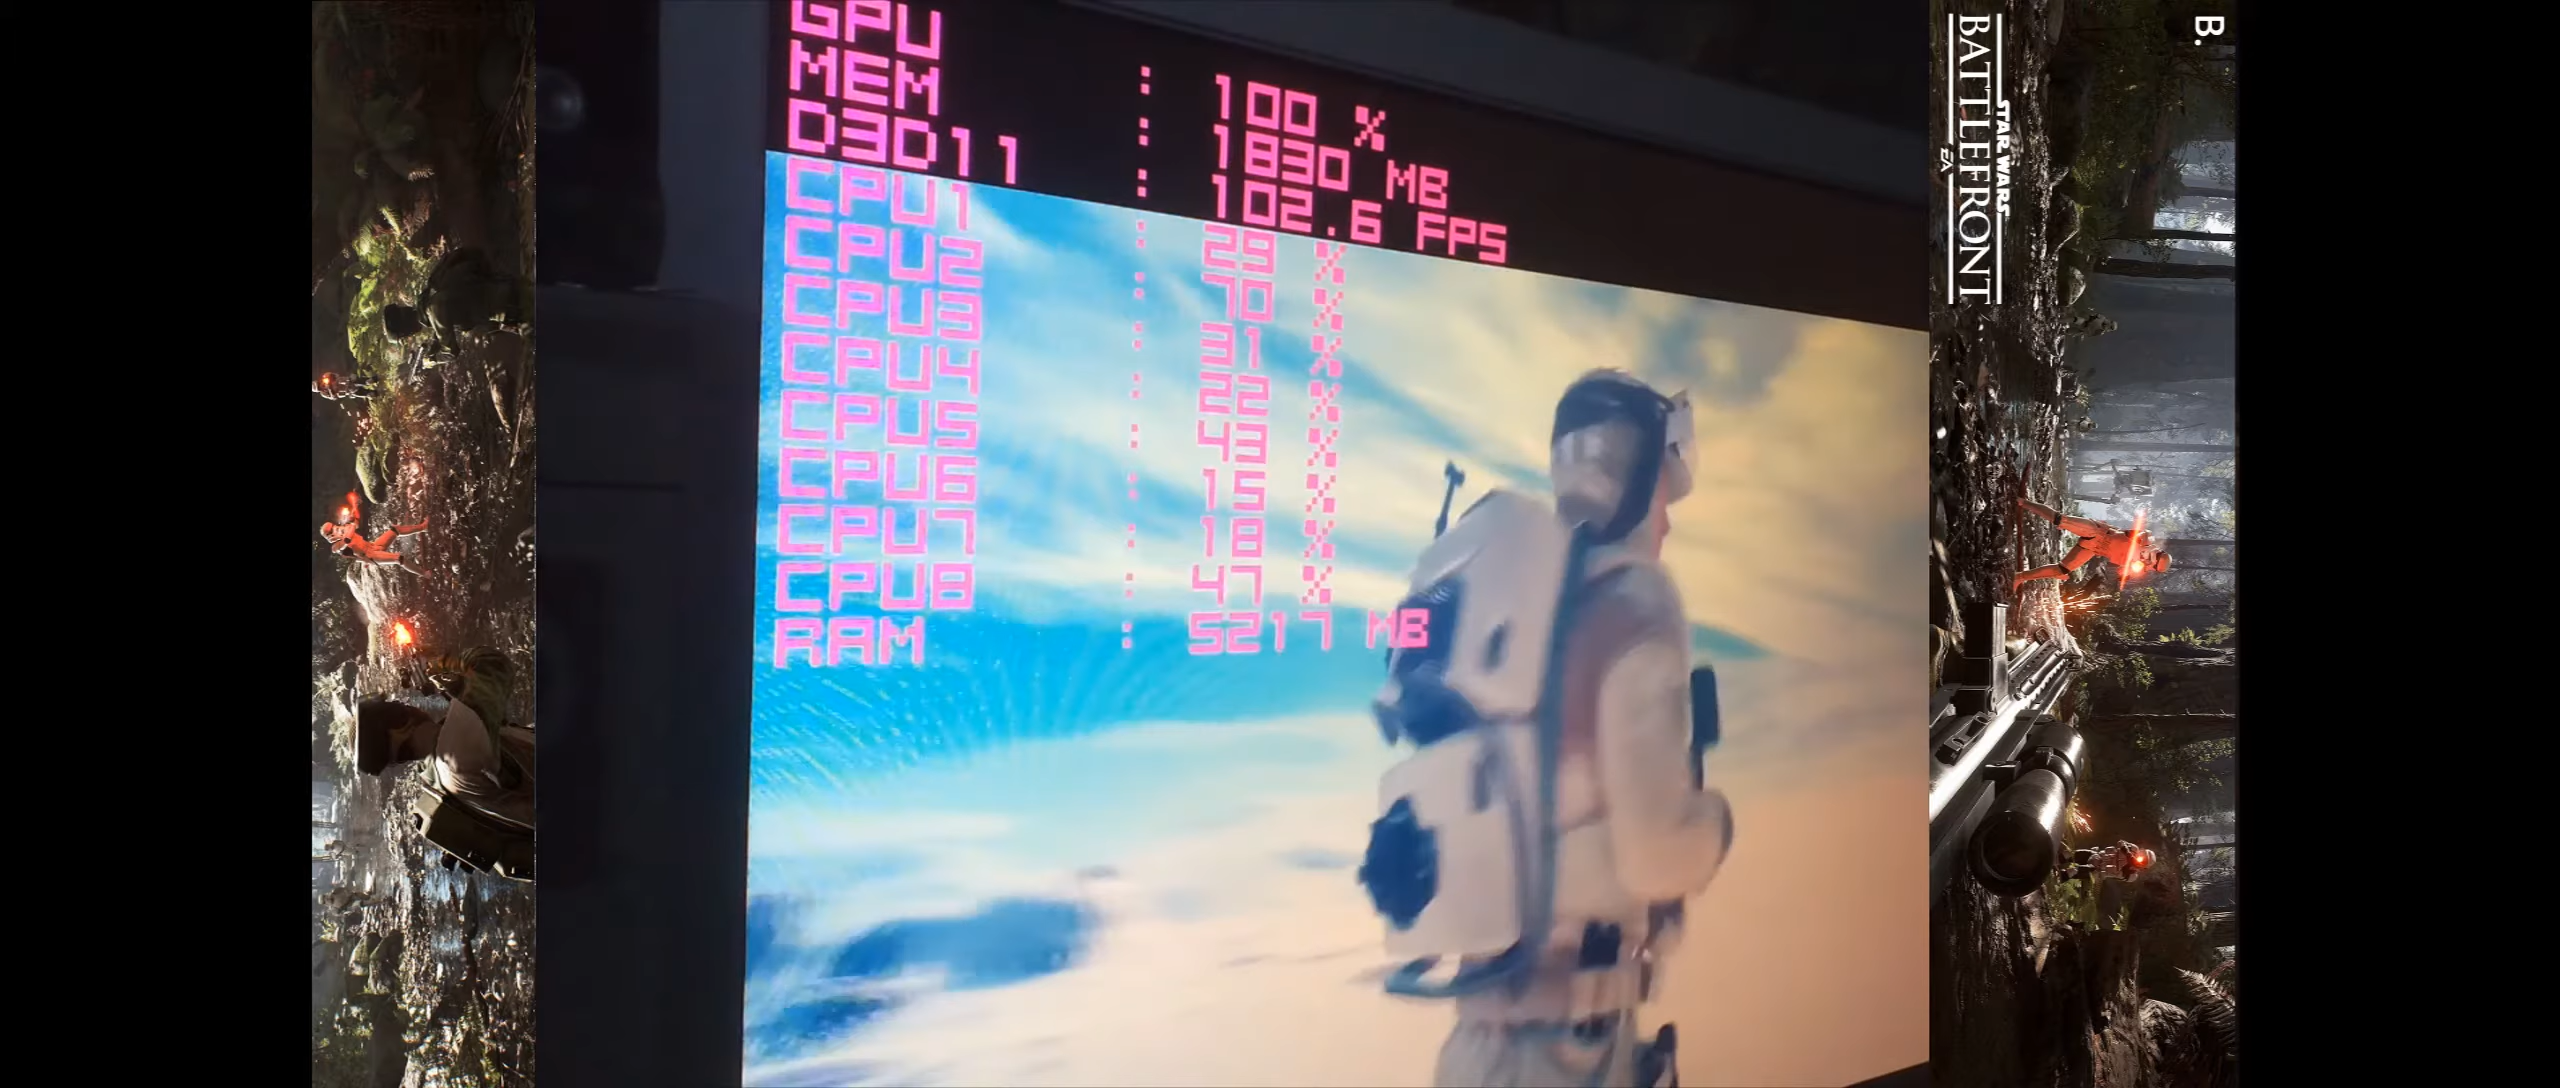 GPU : 100 %
MEM : 1830 MB
D3D11 : 102.6 FPS
CPU1 : 29 %
CPU2 : 70 %
CPU3 : 31 %
CPU4 : 22 %
CPU5 : 43 %
CPU6 : 15 %
CPU7 : 18 %
CPU8 : 47 %
RAM : 5217 MB
B.
STAR WARS
BATTLEFRONT
EA